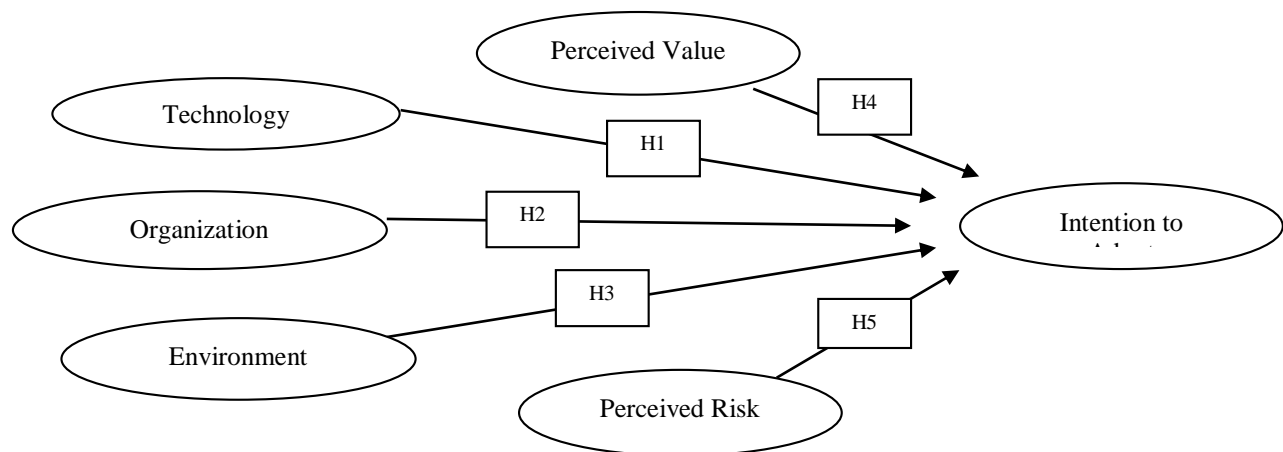 Perceived Value
H4
Technology
H1
Organization
H2
Intention to
H3
Environment
H5
Perceived Risk